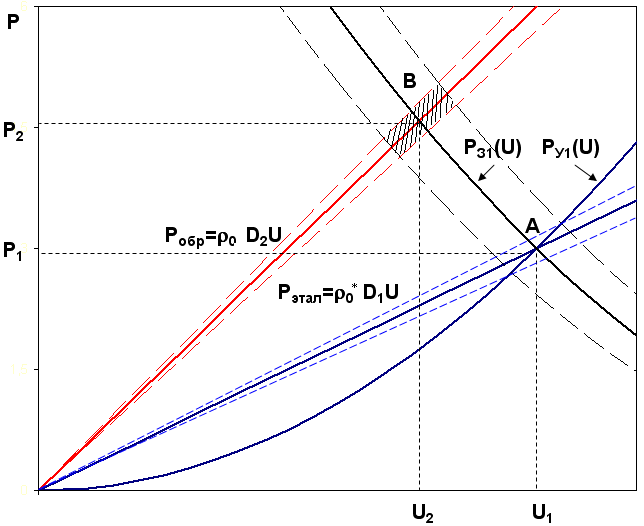 P
B
P₂
Pз1(U) Pу1(U)
A
Pобр=ρ₀ D₂U
P₁
Pэтал=ρ₀* D₁U
U₂ U₁